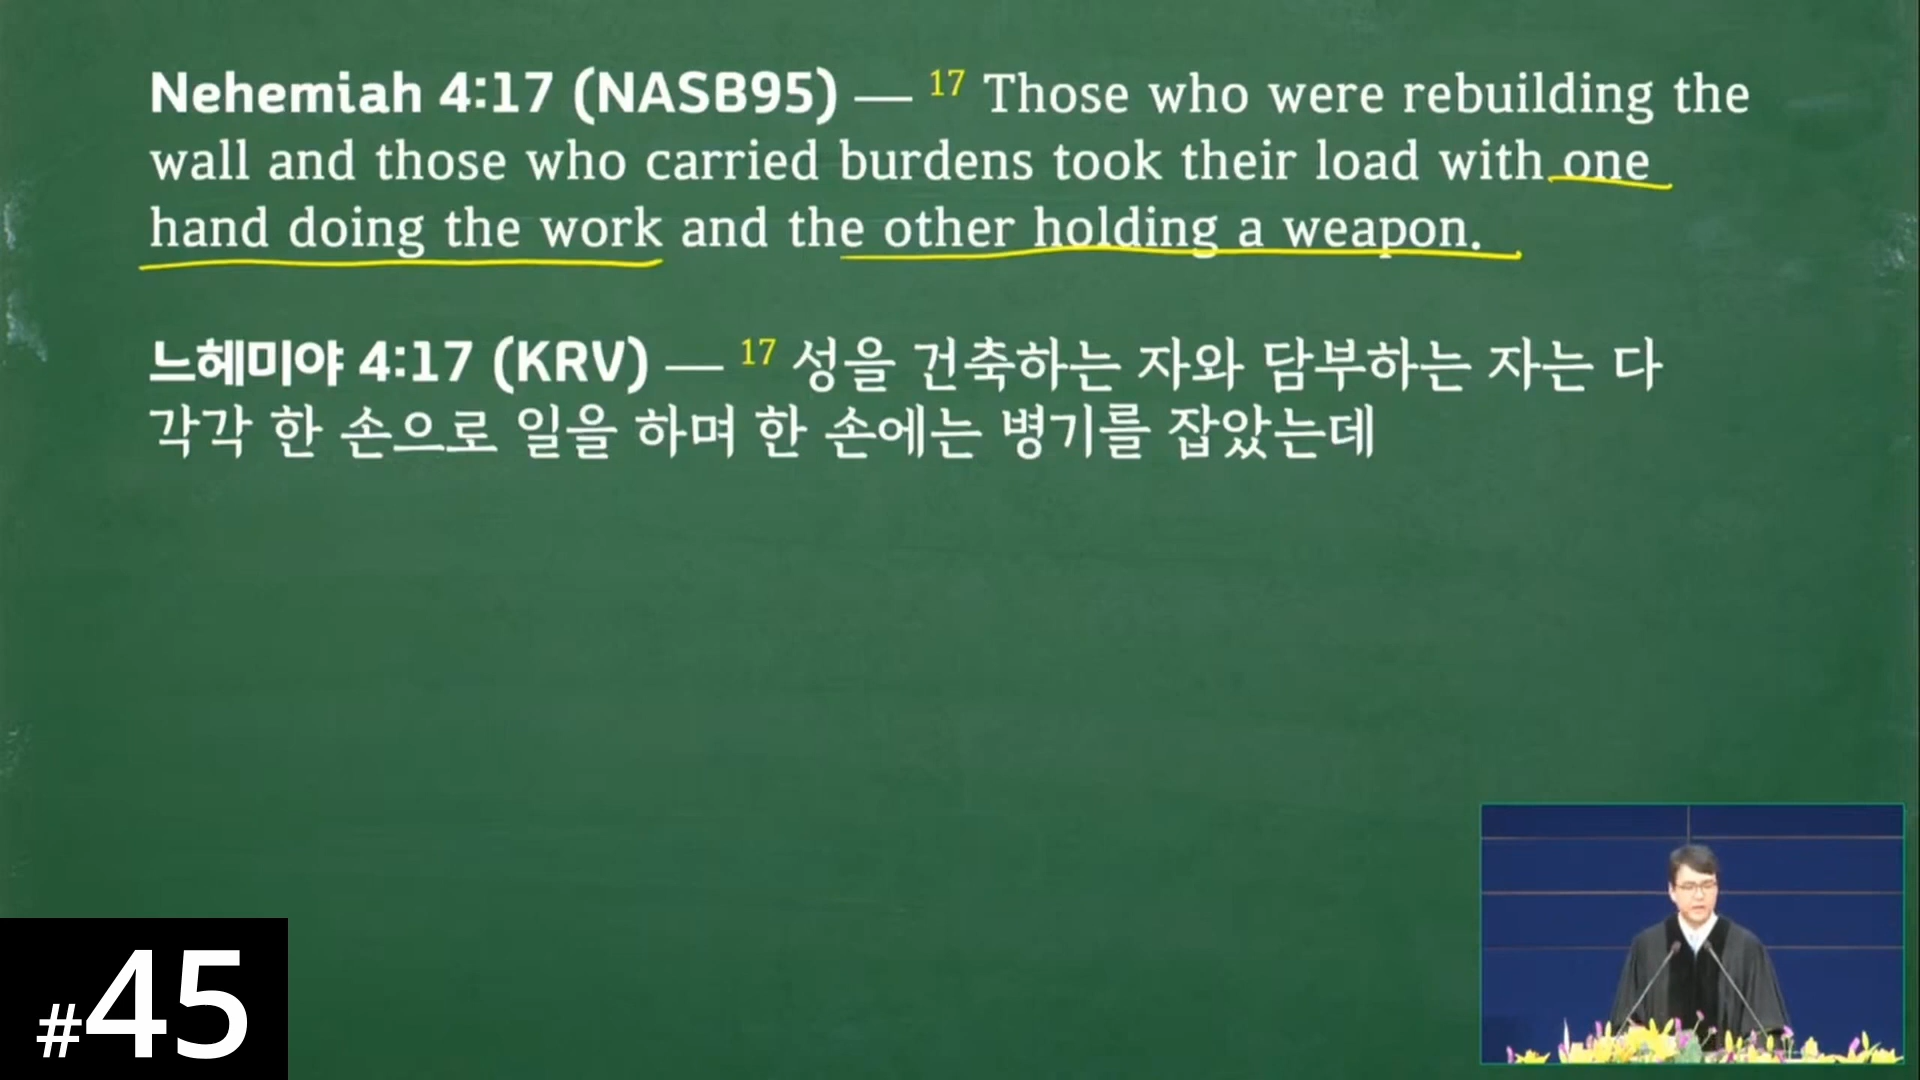 Nehemiah 4:17 (NASB95) — 17 Those who were rebuilding the
wall and those who carried burdens took their load with one
hand doing the work and the other holding a weapon.
느헤미야 4:17 (KRV) — 17 성을 건축하는 자와 담부하는 자는 다
각각 한 손으로 일을 하며 한 손에는 병기를 잡았는데
#45